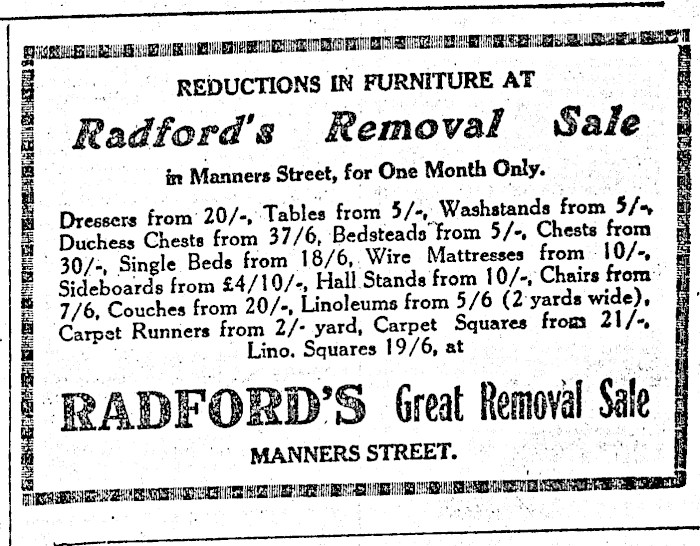 REDUCTIONS IN FURNITURE AT
Radford's Removal Sale
in Manners Street, for One Month Only.
Dressers from 20/-, Tables from 5/-, Washstands from 5/-,
Duchess Chests from 37/6, Bedsteads from 5/-, Chests from
30/-, Single Beds from 18/6, Wire Mattresses from 10/-,
Sideboards from £4/10/-, Hall Stands from 10/-, Chairs from
7/6, Couches from 20/-, Linoleums from 5/6 (2 yards wide),
Carpet Runners from 2/- yard, Carpet Squares from 21/-,
Lino. Squares 19/6, at
RADFORD'S Great Removal Sale
MANNERS STREET.